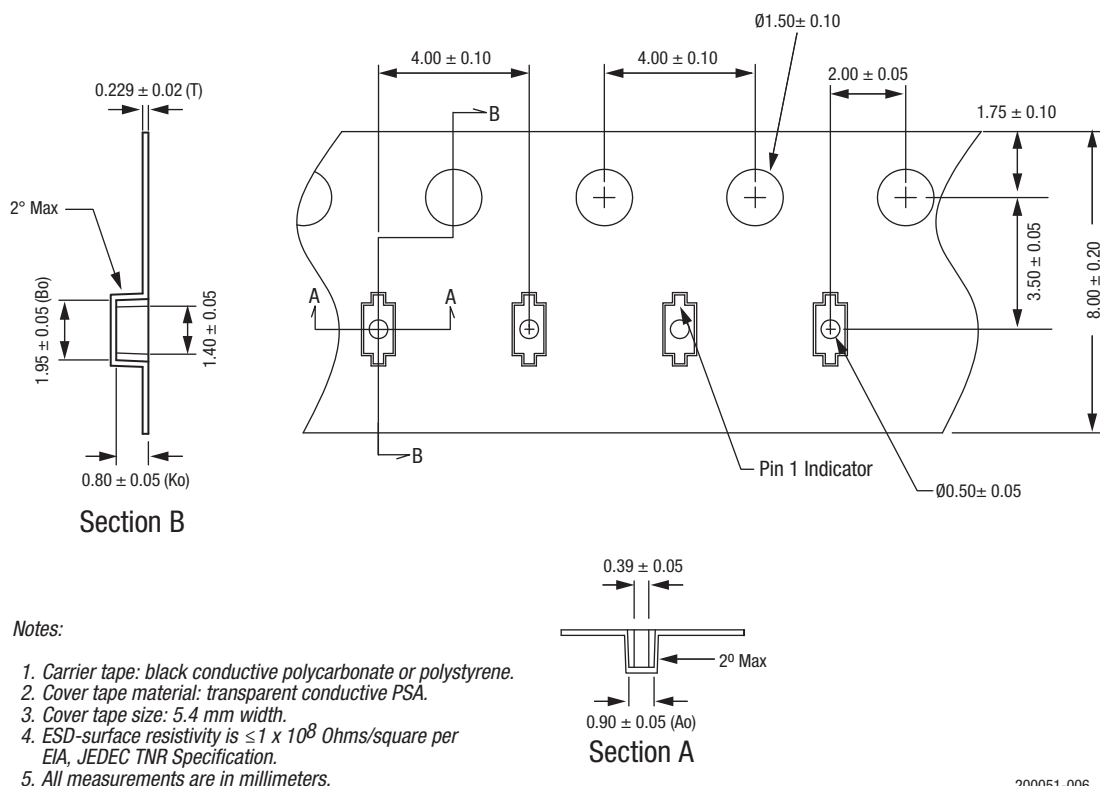 Ø1.50± 0.10
4.00 ± 0.10
4.00 ± 0.10
2.00 ± 0.05
0.229 ± 0.02 (T)
1.75 ± 0.10
B
2° Max
3.50 ± 0.05
8.00 ± 0.20
A
A
1.95 ± 0.05 (Bo)
1.40 ± 0.05
B
Pin 1 Indicator
0.80 ± 0.05 (Ko)
Ø0.50± 0.05
Section B
0.39 ± 0.05
2º Max
0.90 ± 0.05 (Ao)
Section A
Notes:
1. Carrier tape: black conductive polycarbonate or polystyrene.
2. Cover tape material: transparent conductive PSA.
3. Cover tape size: 5.4 mm width.
4. ESD-surface resistivity is ≤1 x 10⁸ Ohms/square per
EIA, JEDEC TNR Specification.
5. All measurements are in millimeters.
200051-006